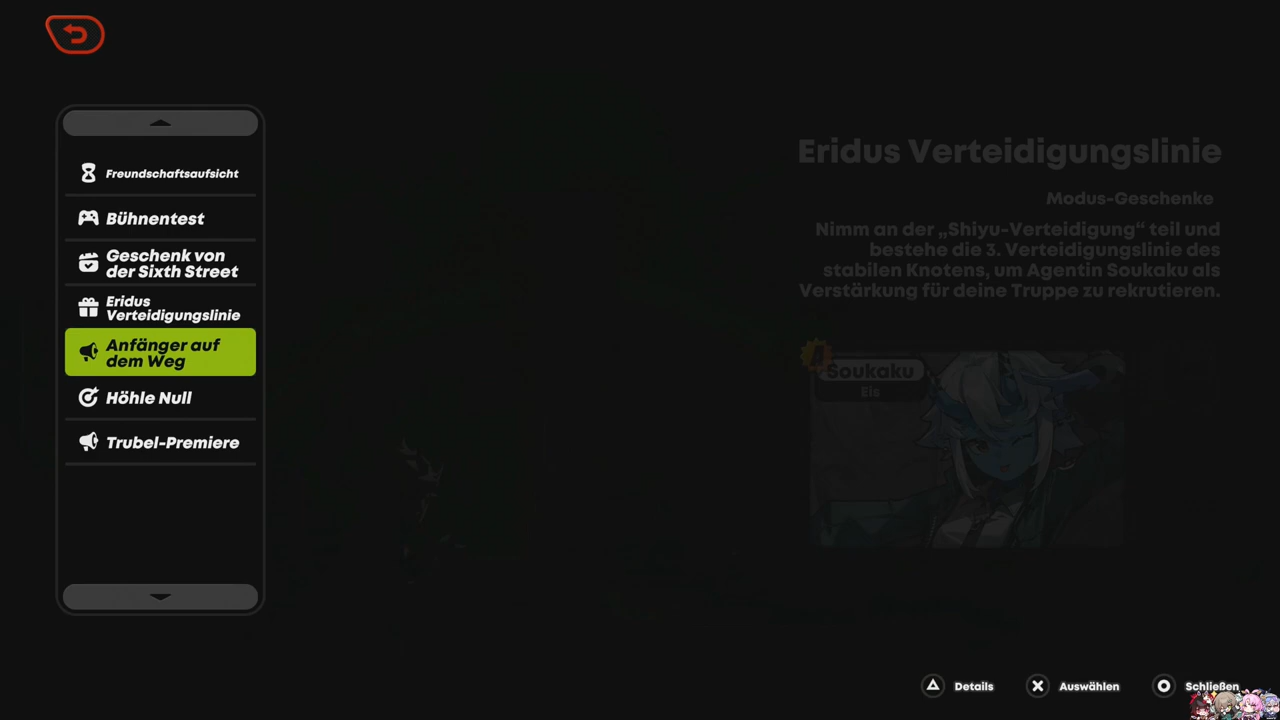 Freundschaftsaufsicht
Bühnentest
Geschenk von
der Sixth Street
Eridus
Verteidigungslinie
Anfänger auf
dem Weg
Höhle Null
Trubel-Premiere
Eridus Verteidigungslinie
Modus-Geschenke
Nimm an der „Shiyu-Verteidigung“ teil und
bestehe die 3. Verteidigungslinie des
stabilen Knotens, um Agentin Soukaku als
Verstärkung für deine Truppe zu rekrutieren.
Soukaku
Eis
Details
Auswählen
Schließen